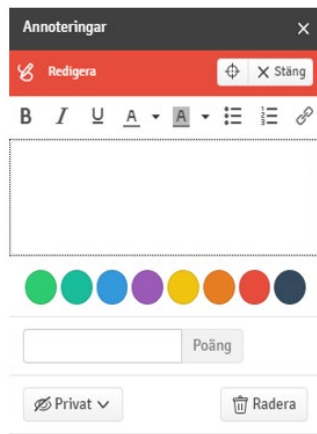 Annoteringar
Redigera Stäng
B I U A A
Poäng
Privat Radera